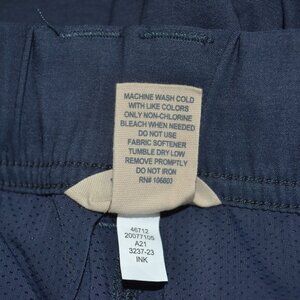 MACHINE WASH COLD
WITH LIKE COLORS
ONLY NON-CHLORINE
BLEACH WHEN NEEDED
DO NOT USE
FABRIC SOFTENER
TUMBLE DRY LOW
REMOVE PROMPTLY
DO NOT IRON
RN# 106803
46712
20077105
A21
3237-23
INK